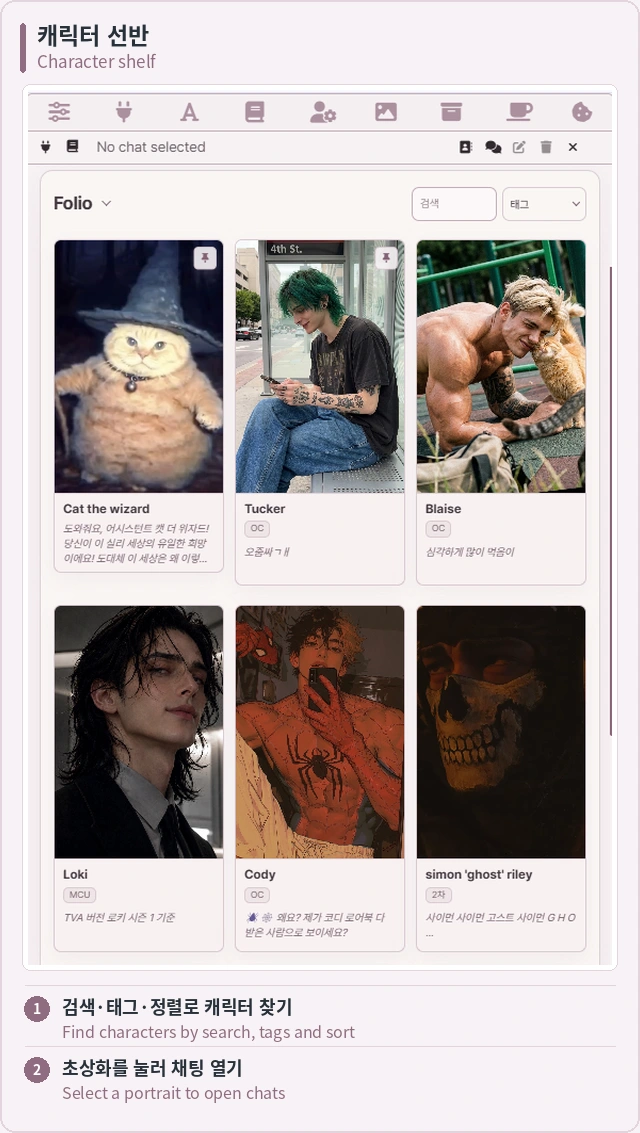 캐릭터 선반
Character shelf
No chat selected
Folio
검색
태그
4th St.
Cat the wizard
도와줘요, 어시스턴트 캣 더 위자드!
당신이 이 실리 세상의 유일한 희망
이에요! 도대체 이 세상은 왜 이렇...
Tucker
OC
오줌싸ㄱㅐ
Blaise
OC
심각하게 많이 먹음이
Loki
MCU
TVA 버전 로키 시즌 1 기준
Cody
OC
🕷 🕸 왜요? 제가 코디 로어북 다
받은 사람으로 보이세요?
simon 'ghost' riley
2차
사이먼 사이먼 고스트 사이먼 G H O
...
1 검색·태그·정렬로 캐릭터 찾기
Find characters by search, tags and sort
2 초상화를 눌러 채팅 열기
Select a portrait to open chats